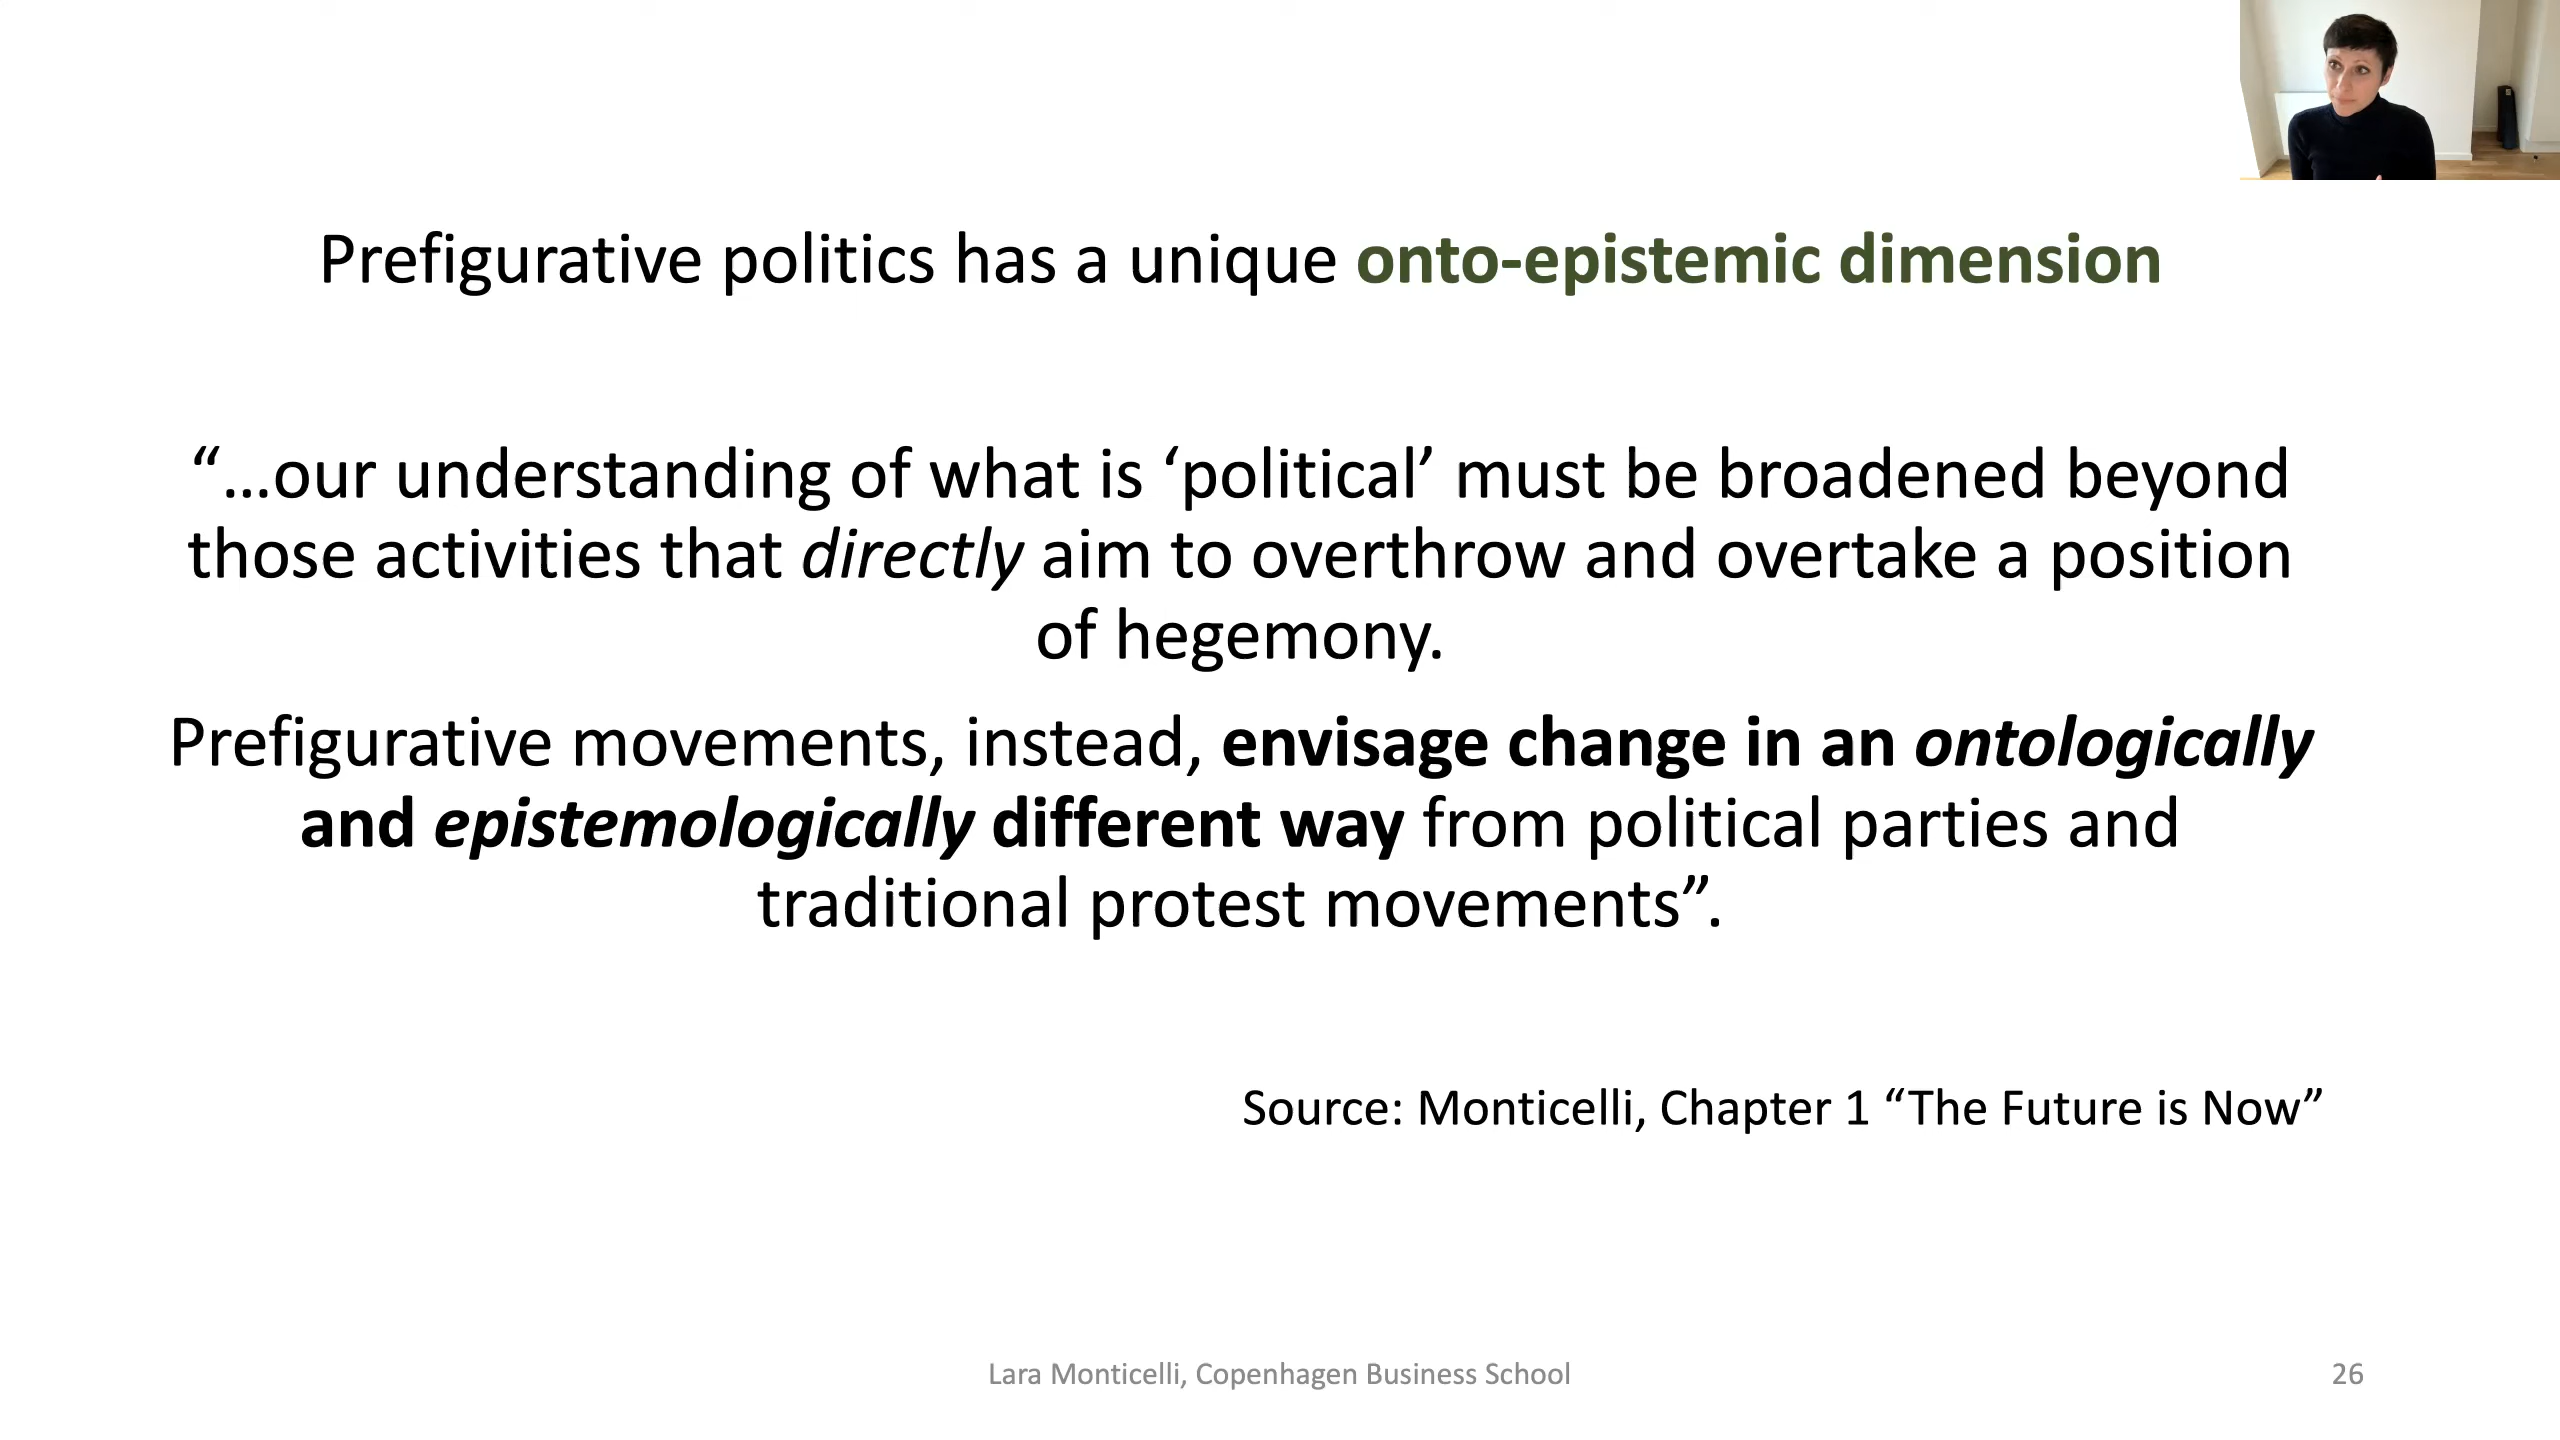 Prefigurative politics has a unique onto-epistemic dimension
“…our understanding of what is ‘political’ must be broadened beyond
those activities that directly aim to overthrow and overtake a position
of hegemony.
Prefigurative movements, instead, envisage change in an ontologically
and epistemologically different way from political parties and
traditional protest movements”.
Source: Monticelli, Chapter 1 “The Future is Now”
Lara Monticelli, Copenhagen Business School
26